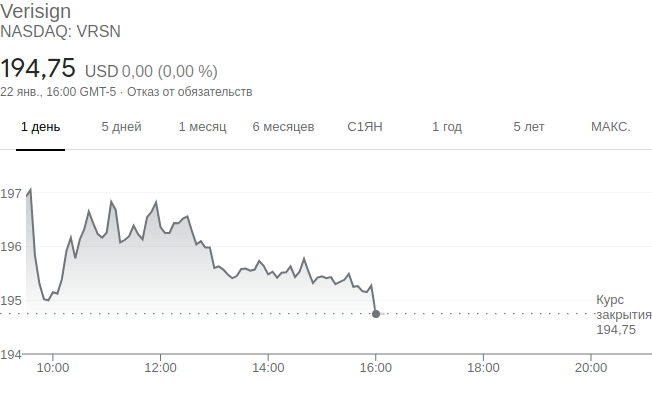 Verisign
NASDAQ: VRSN
194,75 USD 0,00 (0,00 %)
22 янв., 16:00 GMT-5 · Отказ от обязательств
1 день 5 дней 1 месяц 6 месяцев С1ЯН 1 год 5 лет МАКС.
197
196
195
Курс
закрытия
194,75
194
10:00 12:00 14:00 16:00 18:00 20:00